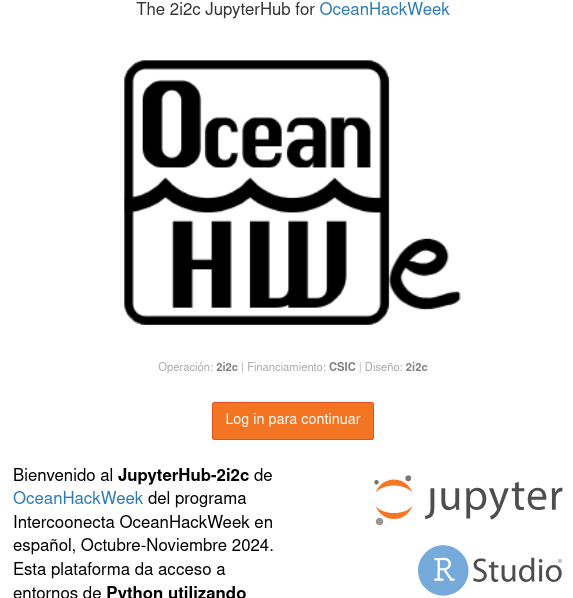 The 2i2c JupyterHub for OceanHackWeek
Ocean
HW e
Operación: 2i2c | Financiamiento: CSIC | Diseño: 2i2c
Log in para continuar
Bienvenido al JupyterHub-2i2c de
OceanHackWeek del programa
Intercoonecta OceanHackWeek en
español, Octubre-Noviembre 2024.
Esta plataforma da acceso a
entornos de Python utilizando
jupyter
R Studio